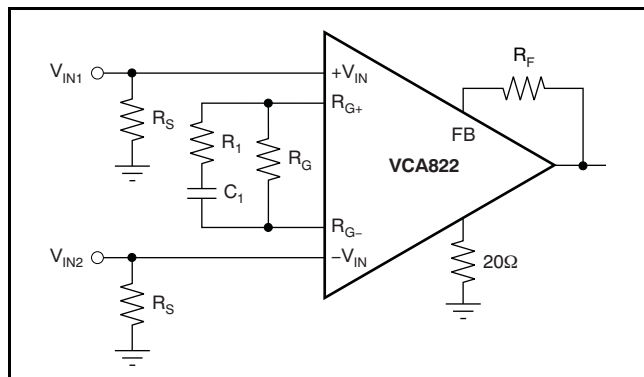 V_IN1
+V_IN
R_F
R_S
R_G+
R_1
R_G
FB
VCA822
C_1
R_G−
V_IN2
−V_IN
R_S
20Ω